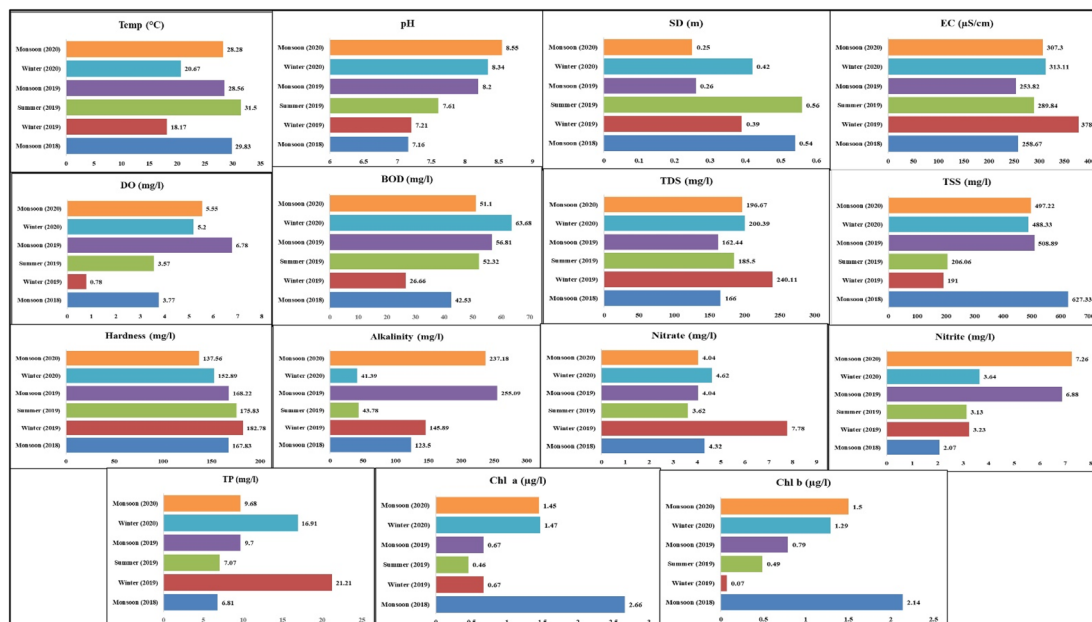 Temp (°C)
Monsoon (2020) 28.28
Winter (2020) 20.67
Monsoon (2019) 28.56
Summer (2019) 31.5
Winter (2019) 18.17
Monsoon (2018) 29.83
0 5 10 15 20 25 30 35
pH
Monsoon (2020) 8.55
Winter (2020) 8.34
Monsoon (2019) 8.2
Summer (2019) 7.61
Winter (2019) 7.21
Monsoon (2018) 7.16
6 6.5 7 7.5 8 8.5 9
SD (m)
Monsoon (2020) 0.25
Winter (2020) 0.42
Monsoon (2019) 0.26
Summer (2019) 0.56
Winter (2019) 0.39
Monsoon (2018) 0.54
0 0.1 0.2 0.3 0.4 0.5 0.6
EC (µS/cm)
Monsoon (2020) 307.3
Winter (2020) 313.11
Monsoon (2019) 253.82
Summer (2019) 289.84
Winter (2019) 378
Monsoon (2018) 258.67
0 50 100 150 200 250 300 350 400
DO (mg/l)
Monsoon (2020) 5.55
Winter (2020) 5.2
Monsoon (2019) 6.78
Summer (2019) 3.57
Winter (2019) 0.78
Monsoon (2018) 3.77
0 1 2 3 4 5 6 7 8
BOD (mg/l)
Monsoon (2020) 51.1
Winter (2020) 63.68
Monsoon (2019) 56.81
Summer (2019) 52.32
Winter (2019) 26.66
Monsoon (2018) 42.53
0 10 20 30 40 50 60 70
TDS (mg/l)
Monsoon (2020) 196.67
Winter (2020) 200.39
Monsoon (2019) 162.44
Summer (2019) 185.5
Winter (2019) 240.11
Monsoon (2018) 166
0 50 100 150 200 250 300
TSS (mg/l)
Monsoon (2020) 497.22
Winter (2020) 488.33
Monsoon (2019) 508.89
Summer (2019) 206.06
Winter (2019) 191
Monsoon (2018) 627.33
0 100 200 300 400 500 600 700
Hardness (mg/l)
Monsoon (2020) 137.56
Winter (2020) 152.89
Monsoon (2019) 168.22
Summer (2019) 175.83
Winter (2019) 182.78
Monsoon (2018) 167.83
0 50 100 150 200
Alkalinity (mg/l)
Monsoon (2020) 237.18
Winter (2020) 41.39
Monsoon (2019) 255.09
Summer (2019) 43.78
Winter (2019) 145.89
Monsoon (2018) 123.5
0 50 100 150 200 250 300
Nitrate (mg/l)
Monsoon (2020) 4.04
Winter (2020) 4.62
Monsoon (2019) 4.04
Summer (2019) 3.62
Winter (2019) 7.78
Monsoon (2018) 4.32
0 1 2 3 4 5 6 7 8 9
Nitrite (mg/l)
Monsoon (2020) 7.26
Winter (2020) 3.64
Monsoon (2019) 6.88
Summer (2019) 3.13
Winter (2019) 3.23
Monsoon (2018) 2.07
0 1 2 3 4 5 6 7 8
TP (mg/l)
Monsoon (2020) 9.68
Winter (2020) 16.91
Monsoon (2019) 9.7
Summer (2019) 7.07
Winter (2019) 21.21
Monsoon (2018) 6.81
0 5 10 15 20 25
Chl a (µg/l)
Monsoon (2020) 1.45
Winter (2020) 1.47
Monsoon (2019) 0.67
Summer (2019) 0.46
Winter (2019) 0.67
Monsoon (2018) 2.66
0 0.5 1 1.5 2 2.5 3
Chl b (µg/l)
Monsoon (2020) 1.5
Winter (2020) 1.29
Monsoon (2019) 0.79
Summer (2019) 0.49
Winter (2019) 0.07
Monsoon (2018) 2.14
0 0.5 1 1.5 2 2.5